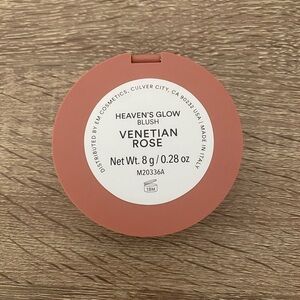 DISTRIBUTED BY EM COSMETICS, CULVER CITY, CA 90232 USA | MADE IN ITALY
HEAVEN'S GLOW
BLUSH
VENETIAN
ROSE
Net Wt. 8 g / 0.28 oz
M20336A
18M